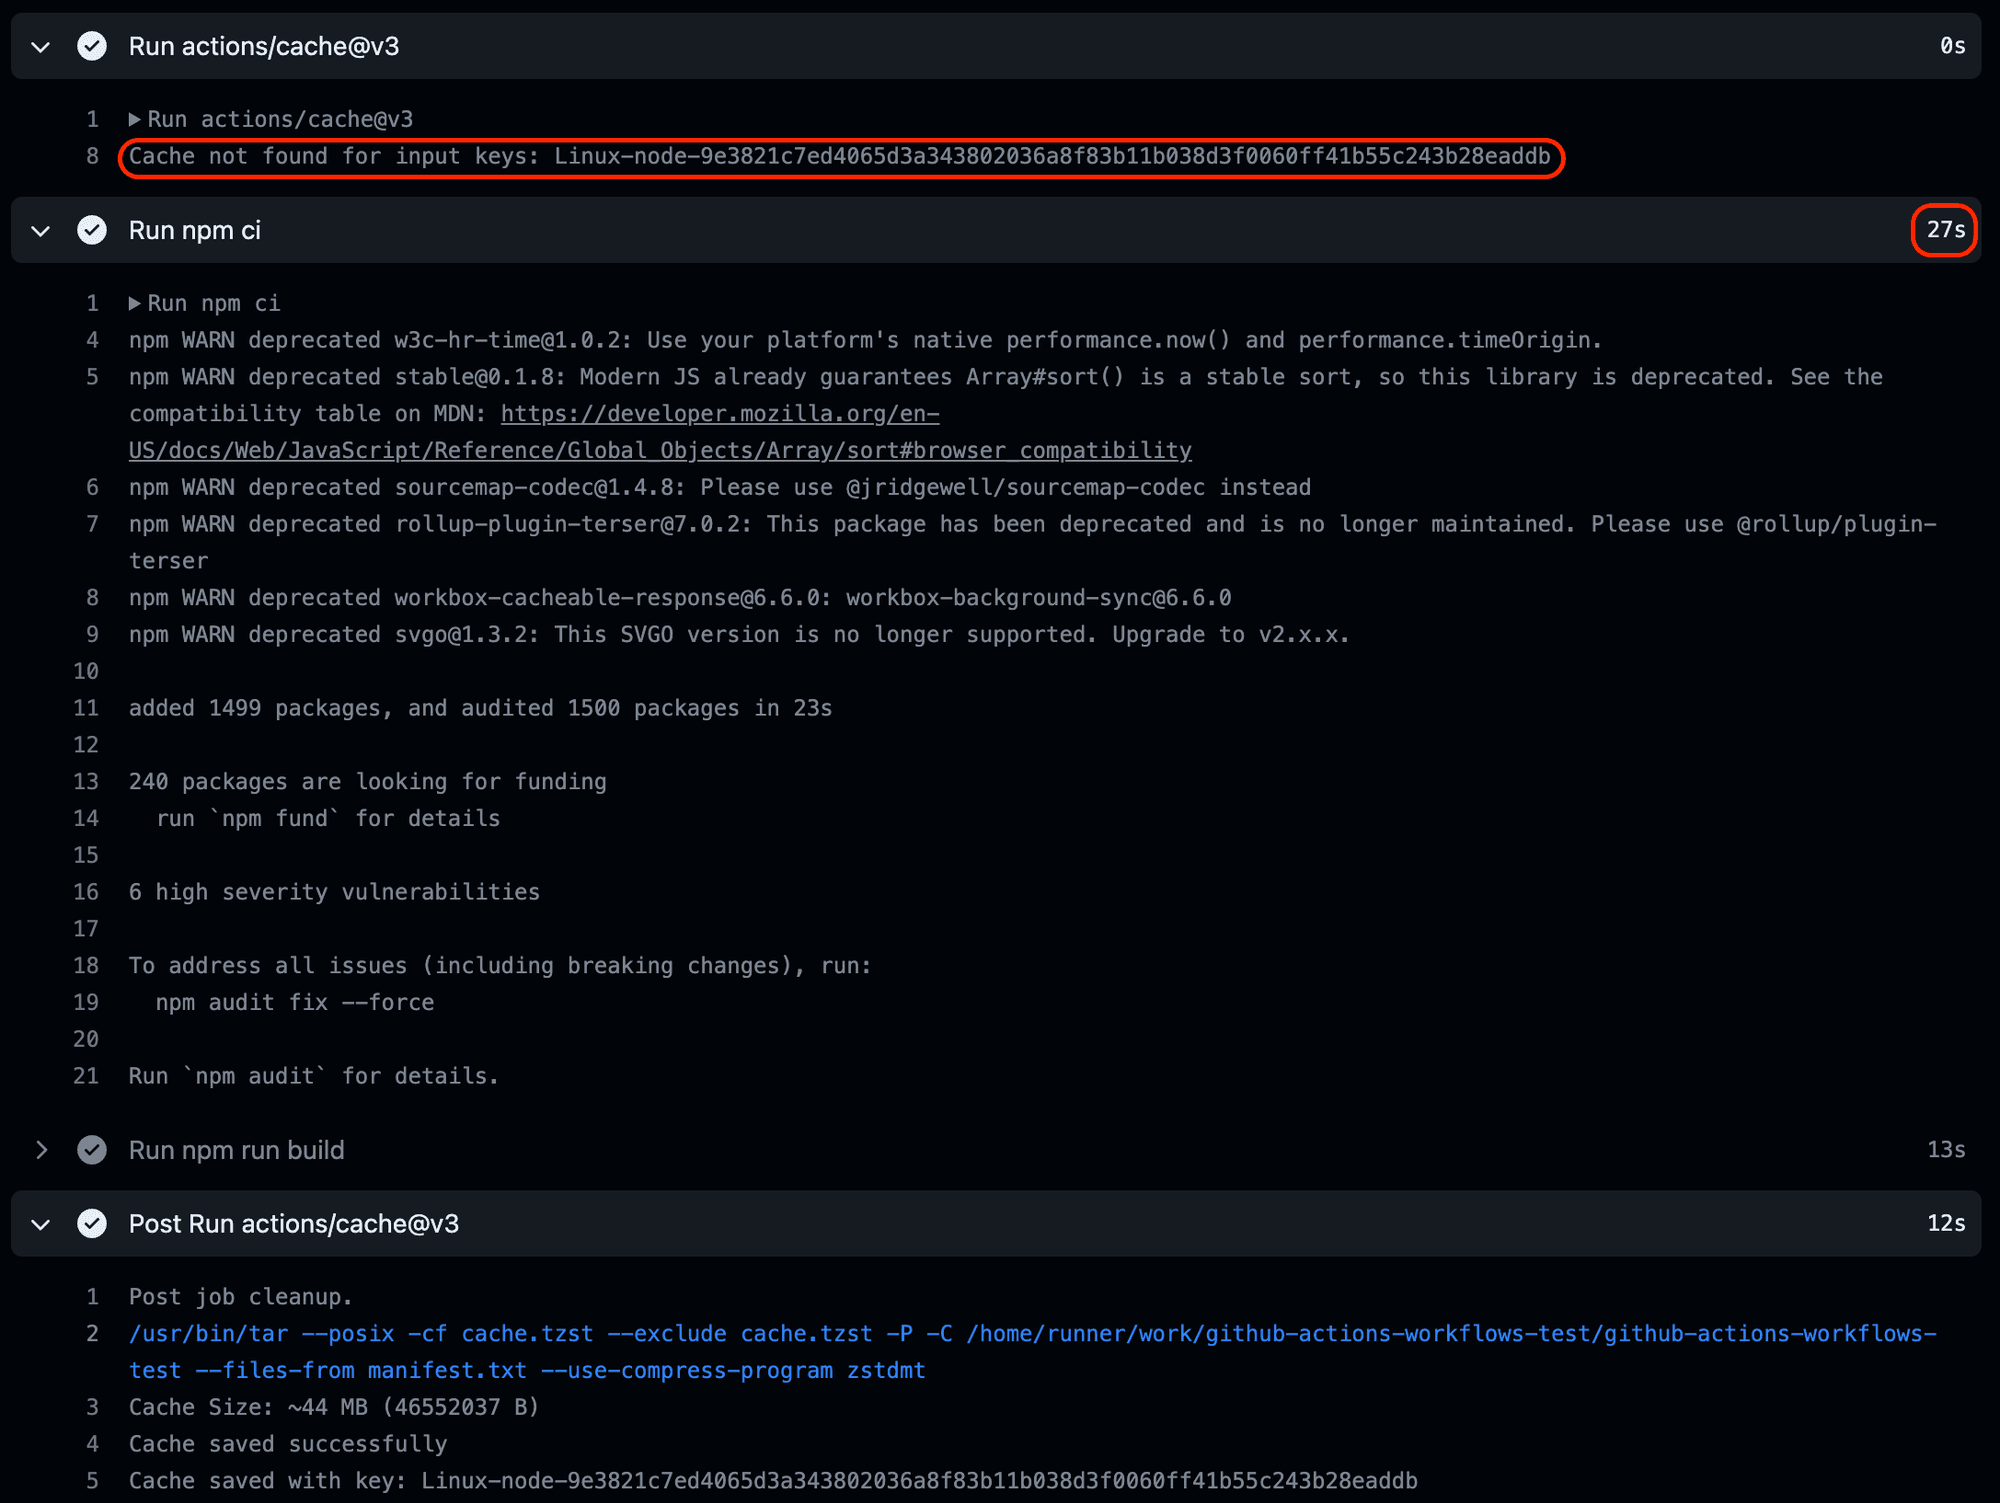 Run actions/cache@v3 0s
1 ▶Run actions/cache@v3
8 Cache not found for input keys: Linux-node-9e3821c7ed4065d3a343802036a8f83b11b038d3f0060ff41b55c243b28eaddb
Run npm ci 27s
1 ▶Run npm ci
4 npm WARN deprecated w3c-hr-time@1.0.2: Use your platform's native performance.now() and performance.timeOrigin.
5 npm WARN deprecated stable@0.1.8: Modern JS already guarantees Array#sort() is a stable sort, so this library is deprecated. See the
compatibility table on MDN: https://developer.mozilla.org/en-
US/docs/Web/JavaScript/Reference/Global_Objects/Array/sort#browser_compatibility
6 npm WARN deprecated sourcemap-codec@1.4.8: Please use @jridgewell/sourcemap-codec instead
7 npm WARN deprecated rollup-plugin-terser@7.0.2: This package has been deprecated and is no longer maintained. Please use @rollup/plugin-
terser
8 npm WARN deprecated workbox-cacheable-response@6.6.0: workbox-background-sync@6.6.0
9 npm WARN deprecated svgo@1.3.2: This SVGO version is no longer supported. Upgrade to v2.x.x.
10
11 added 1499 packages, and audited 1500 packages in 23s
12
13 240 packages are looking for funding
14 run `npm fund` for details
15
16 6 high severity vulnerabilities
17
18 To address all issues (including breaking changes), run:
19 npm audit fix --force
20
21 Run `npm audit` for details.
Run npm run build 13s
Post Run actions/cache@v3 12s
1 Post job cleanup.
2 /usr/bin/tar --posix -cf cache.tzst --exclude cache.tzst -P -C /home/runner/work/github-actions-workflows-test/github-actions-workflows-
test --files-from manifest.txt --use-compress-program zstdmt
3 Cache Size: ~44 MB (46552037 B)
4 Cache saved successfully
5 Cache saved with key: Linux-node-9e3821c7ed4065d3a343802036a8f83b11b038d3f0060ff41b55c243b28eaddb